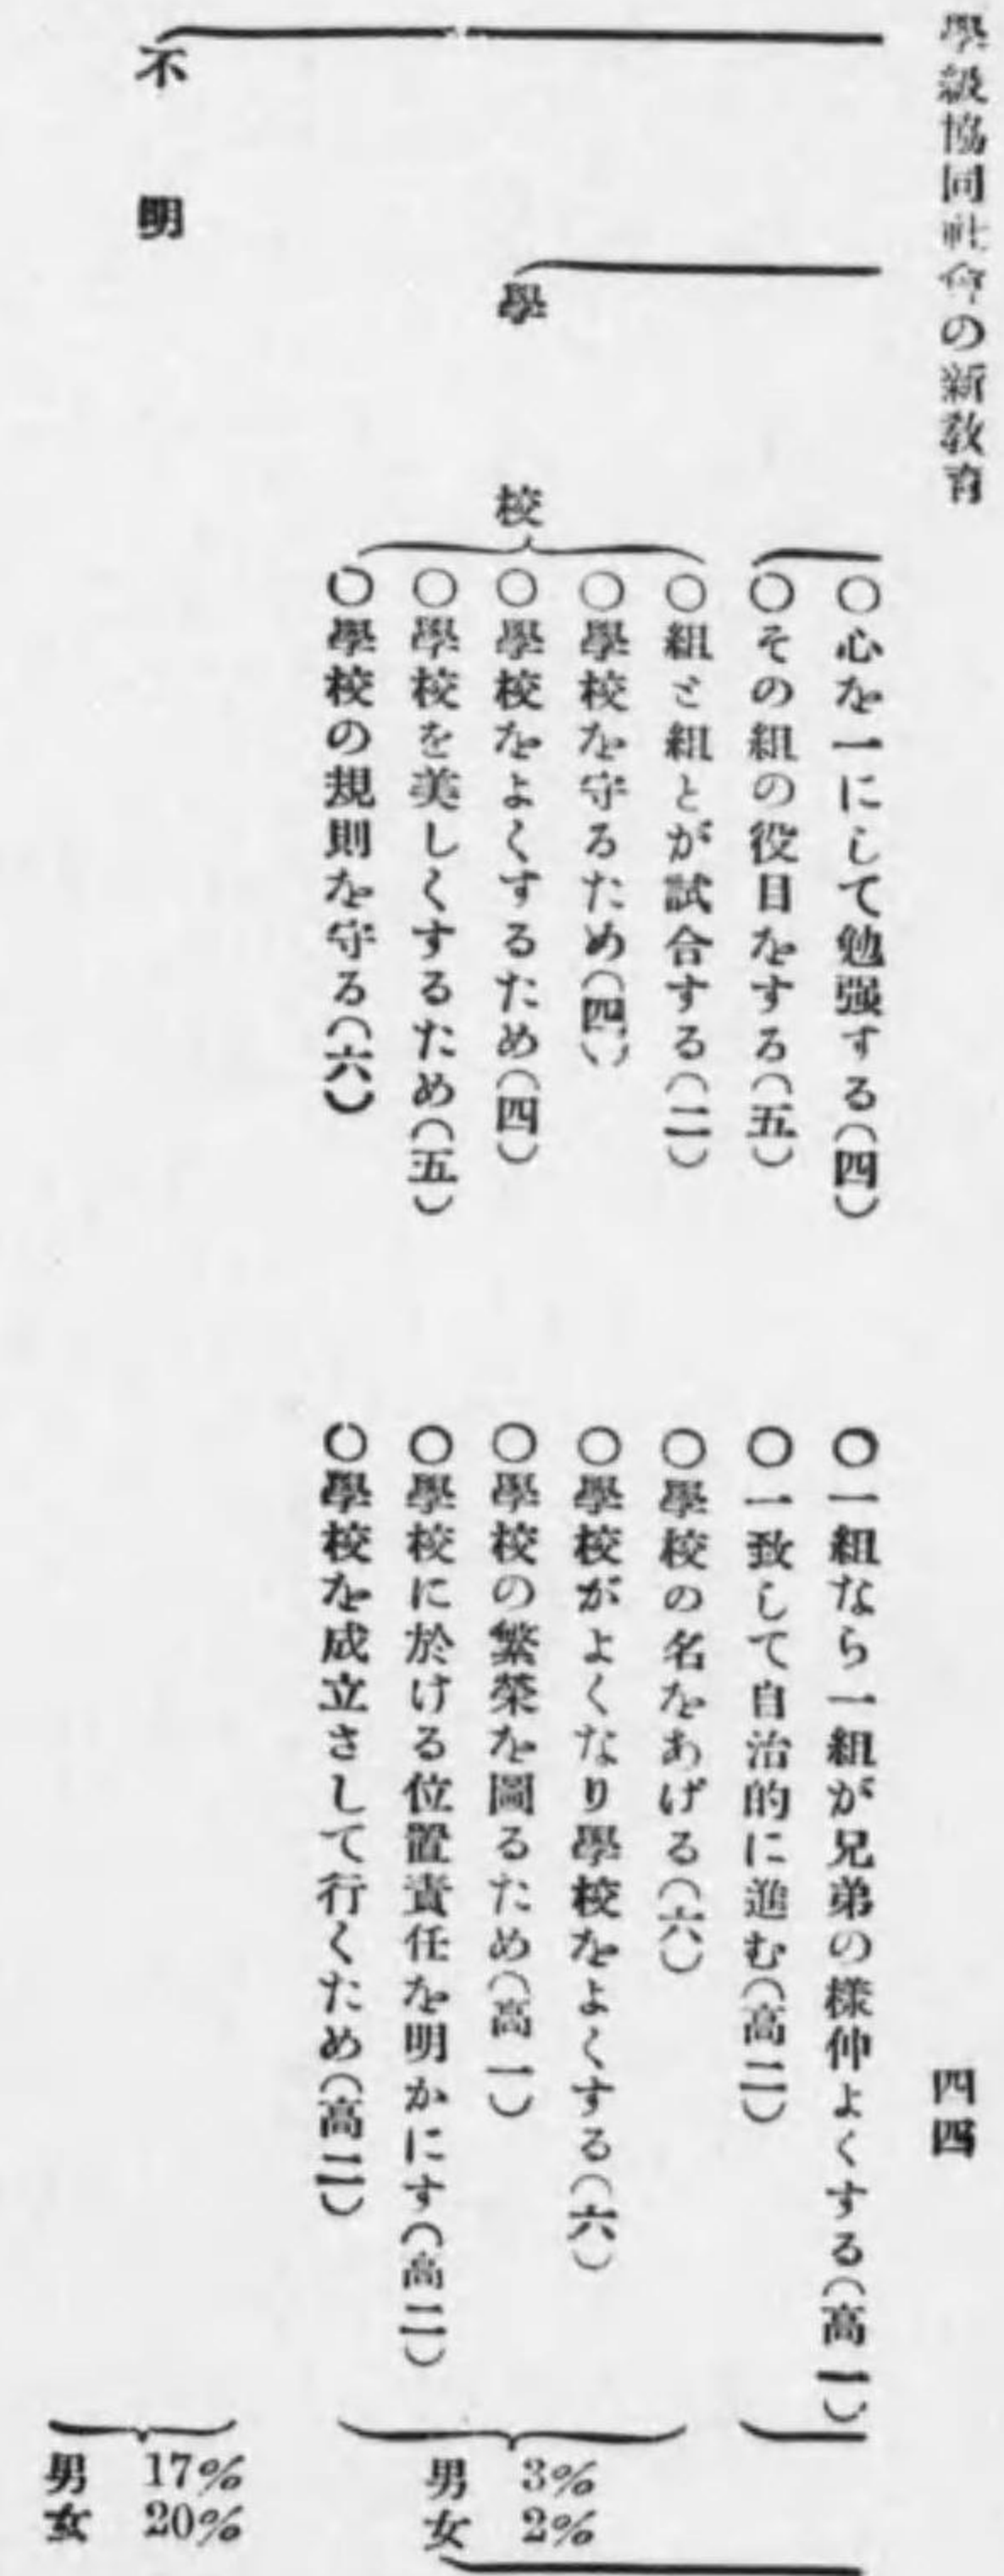 學級協同社會の新敎育
四四
○心を一にして勉强する(四)
○一組なら一組が兄弟の樣仲よくする(高一)
○その組の役目をする(五)
○一致して自治的に進む(高二)
學校
○組と組とが試合する(二)
○學校の名をあげる(六)
○學校を守るため(四)
○學校がよくなり學校をよくする(六)
○學校をよくするため(四)
○學校の繁榮を圖るため(高一)
○學校を美しくするため(五)
○學校に於ける位置責任を明かにす(高二)
○學校の規則を守る(六)
○學校を成立さして行くため(高二)
男 3%
女 2%
不明
男 17%
女 20%